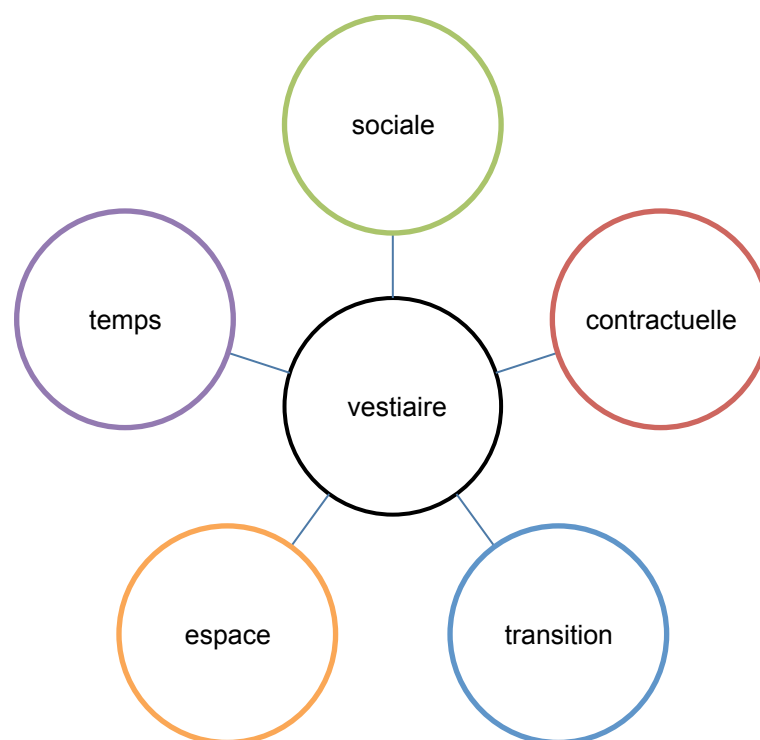 sociale
temps
contractuelle
vestiaire
espace
transition